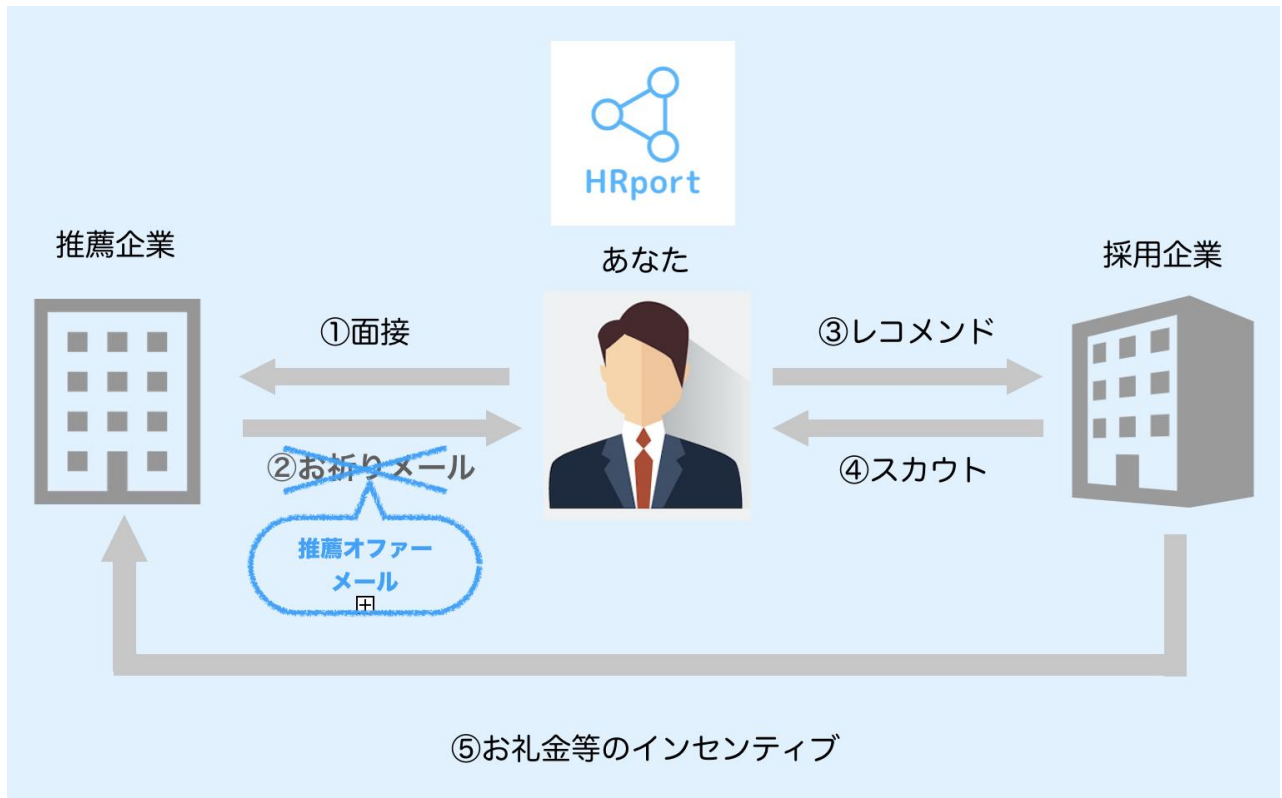 HRport
推薦企業
あなた
採用企業
①面接
③レコメンド
②お祈りメール
④スカウト
推薦オファー
メール
⑤お礼金等のインセンティブ